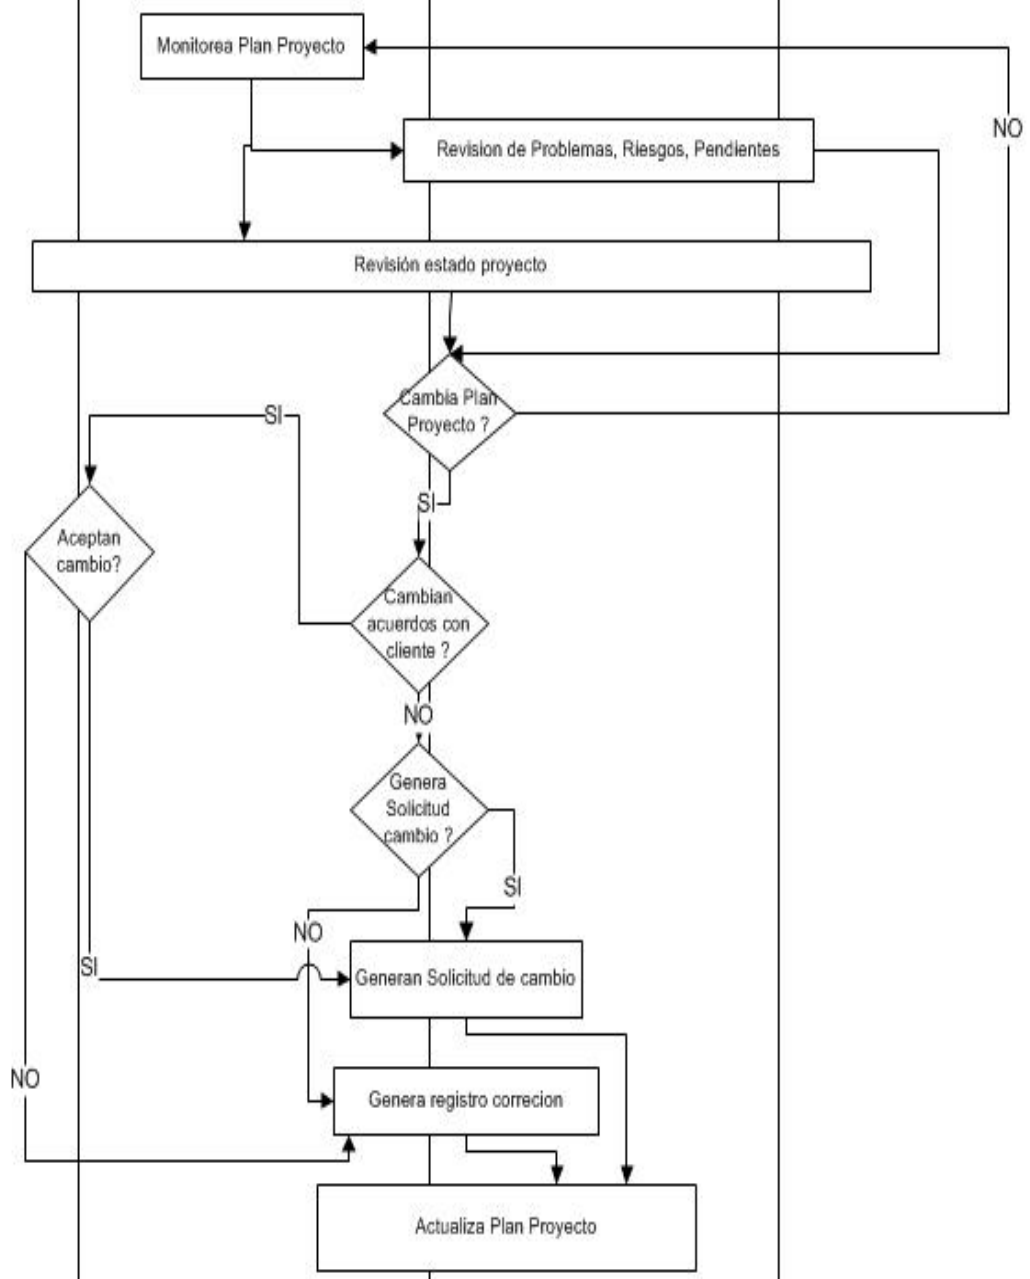 Monitorea Plan Proyecto
NO
Revision de Problemas, Riesgos, Pendientes
Revisión estado proyecto
Cambia Plan
Proyecto ?
SI
SI
Aceptan
cambio?
Cambian
acuerdos con
cliente ?
NO
Genera
Solicitud
cambio ?
SI
NO
SI
Generan Solicitud de cambio
NO
Genera registro correcion
Actualiza Plan Proyecto